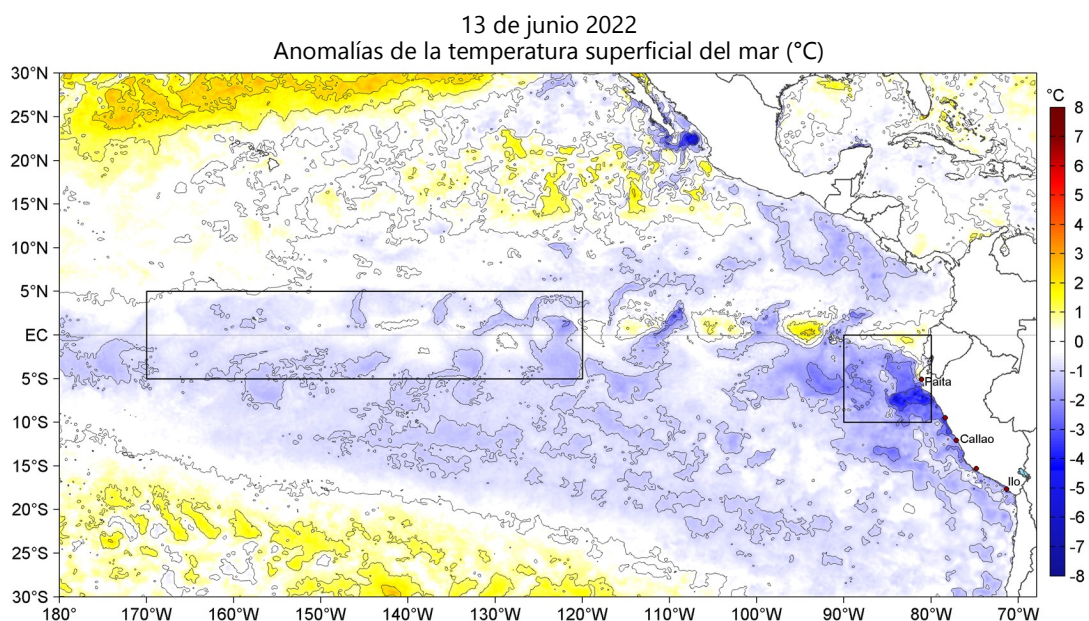 13 de junio 2022
Anomalías de la temperatura superficial del mar (°C)
30°N
25°N
20°N
15°N
10°N
5°N
EC
5°S
10°S
15°S
20°S
25°S
30°S
180
170°W
160°W
150°W
140°W
130°W
120°W
110°W
100°W
90°W
80°W
70°W
Paita
Callao
Ilo
°C
8
7
6
5
4
3
2
1
0
-1
-2
-3
-4
-5
-6
-7
-8